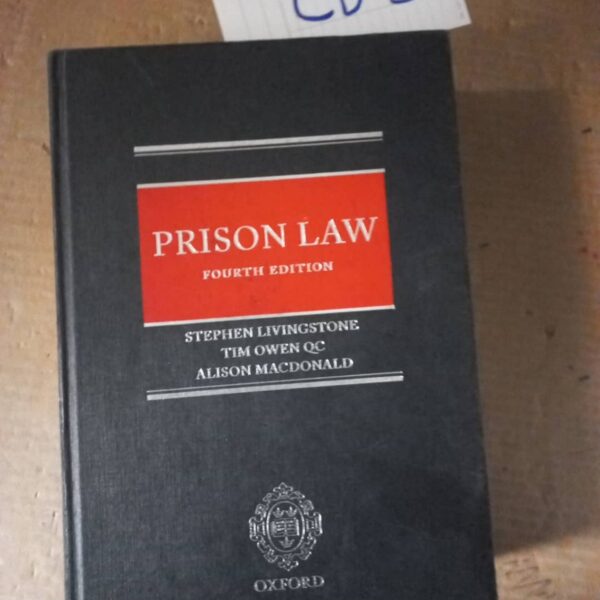 PRISON LAW
FOURTH EDITION
STEPHEN LIVINGSTONE
TIM OWEN QC
ALISON MACDONALD
OXFORD